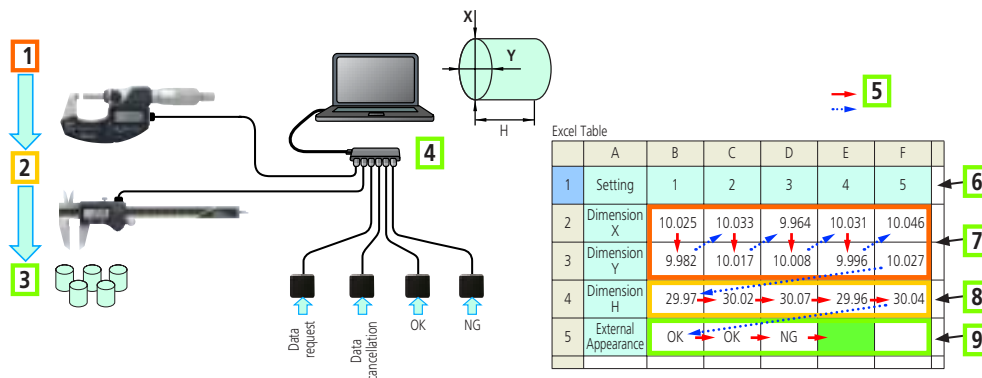 1
2
3
X
Y
H
4
5
Data
request
Data
cancellation
OK
NG
Excel Table
A B C D E F
1 Setting 1 2 3 4 5
6
2 Dimension X 10.025 10.033 9.964 10.031 10.046
7
3 Dimension Y 9.982 10.017 10.008 9.996 10.027
4 Dimension H 29.97 30.02 30.07 29.96 30.04
8
5 External Appearance OK OK NG
9